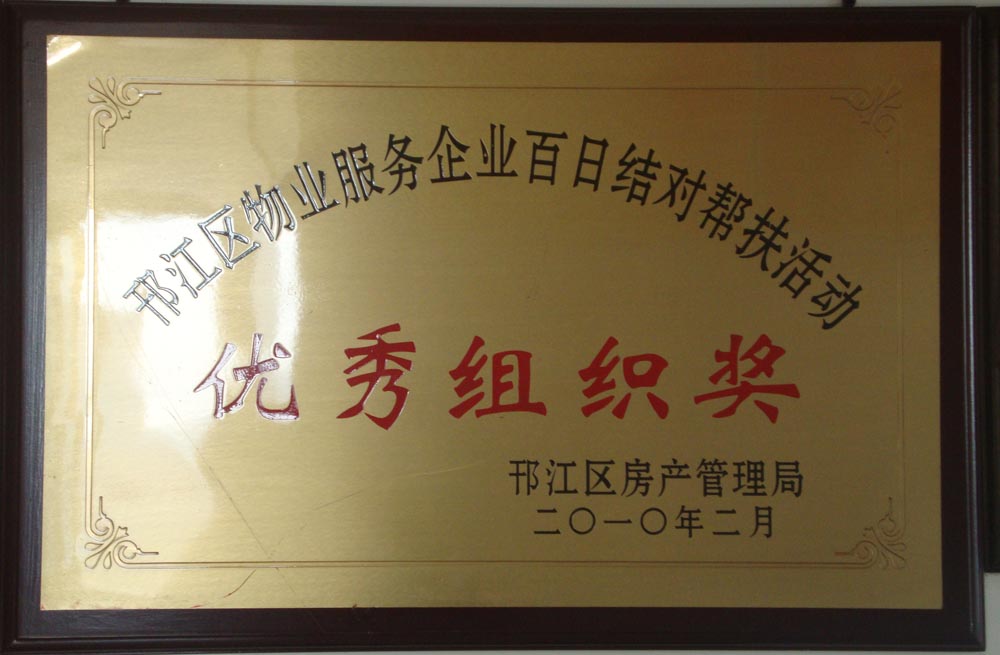 邗江区物业服务企业百日结对帮扶活动
优秀组织奖
邗江区房产管理局
二〇一〇年二月